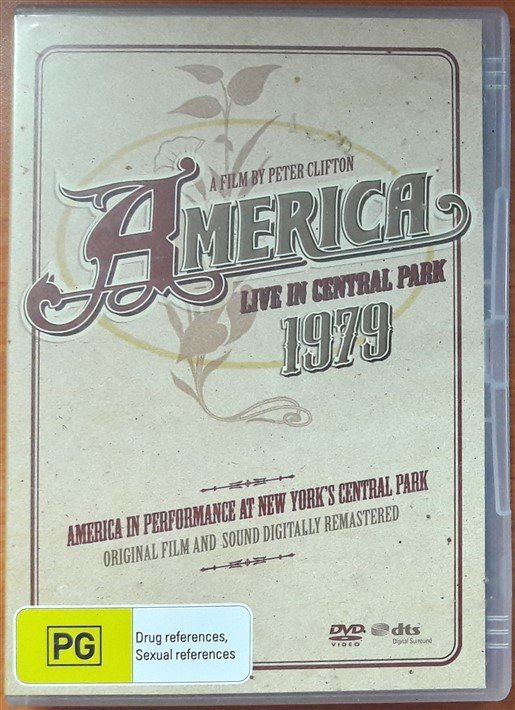 A FILM BY PETER CLIFTON
AMERICA
LIVE IN CENTRAL PARK
1979
AMERICA IN PERFORMANCE AT NEW YORK'S CENTRAL PARK
ORIGINAL FILM AND SOUND DIGITALLY REMASTERED
PG
Drug references,
Sexual references
DVD
VIDEO
dts
Digital Surround